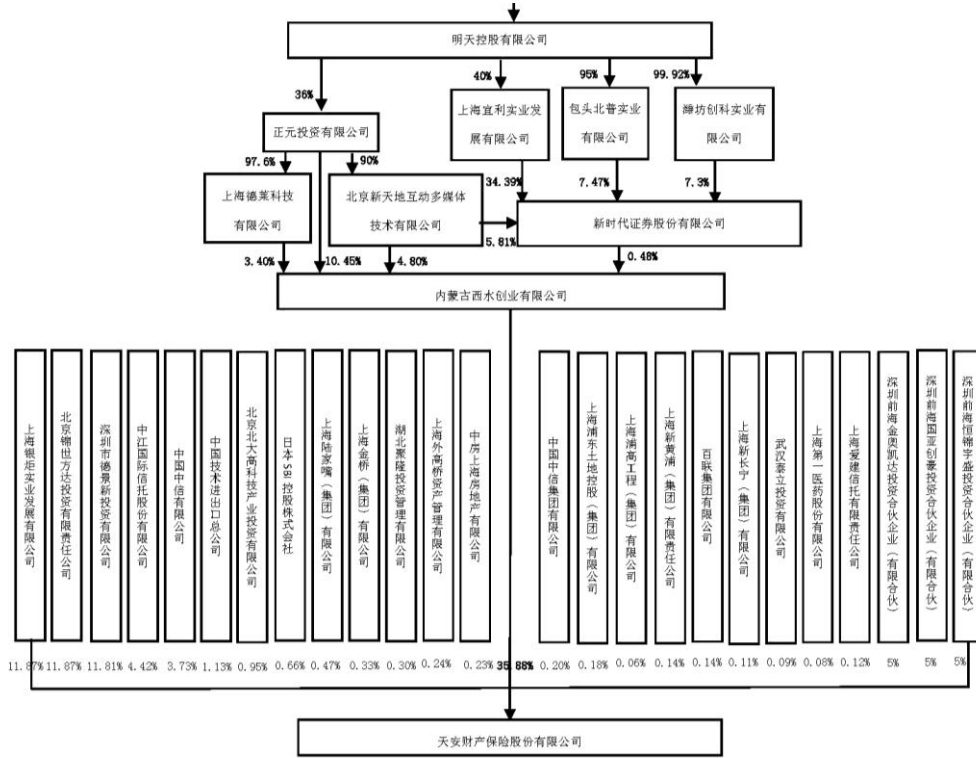 明天控股有限公司
36%
40%
95%
99.92%
正元投资有限公司
上海宜利实业发
展有限公司
包头北普实业
有限公司
潍坊创科实业有
限公司
97.6%
90%
34.39%
7.47%
7.3%
上海德莱科技
有限公司
北京新天地互动多媒体
技术有限公司
5.81%
新时代证券股份有限公司
3.40%
10.45%
4.80%
0.48%
内蒙古西水创业有限公司
上海银炬实业发展有限公司
北京锦世方达投资有限责任公司
深圳市德景新投资有限公司
中江国际信托股份有限公司
中国中信有限公司
中国技术进出口总公司
北京北大高科技产业投资有限公司
日本SBI控股株式会社
上海陆家嘴（集团）有限公司
上海金桥（集团）有限公司
湖北聚隆投资管理有限公司
上海外高桥资产管理有限公司
中房上海房地产有限公司
中国中信集团有限公司
上海浦东土地控股（集团）有限公司
上海浦高工程（集团）有限公司
上海新黄浦（集团）有限责任公司
百联集团有限公司
上海新长宁（集团）有限公司
武汉泰立投资有限公司
上海第一医药股份有限公司
上海爱建信托有限责任公司
深圳前海金奥凯达投资合伙企业（有限合伙）
深圳前海国亚创豪投资合伙企业（有限合伙）
深圳前海恒锦宇盛投资合伙企业（有限合伙）
11.87% 11.87% 11.81% 4.42% 3.73% 1.13% 0.95% 0.66% 0.47% 0.33% 0.30% 0.24% 0.23% 35.88% 0.20% 0.18% 0.06% 0.14% 0.14% 0.11% 0.09% 0.08% 0.12% 5% 5% 5%
天安财产保险股份有限公司